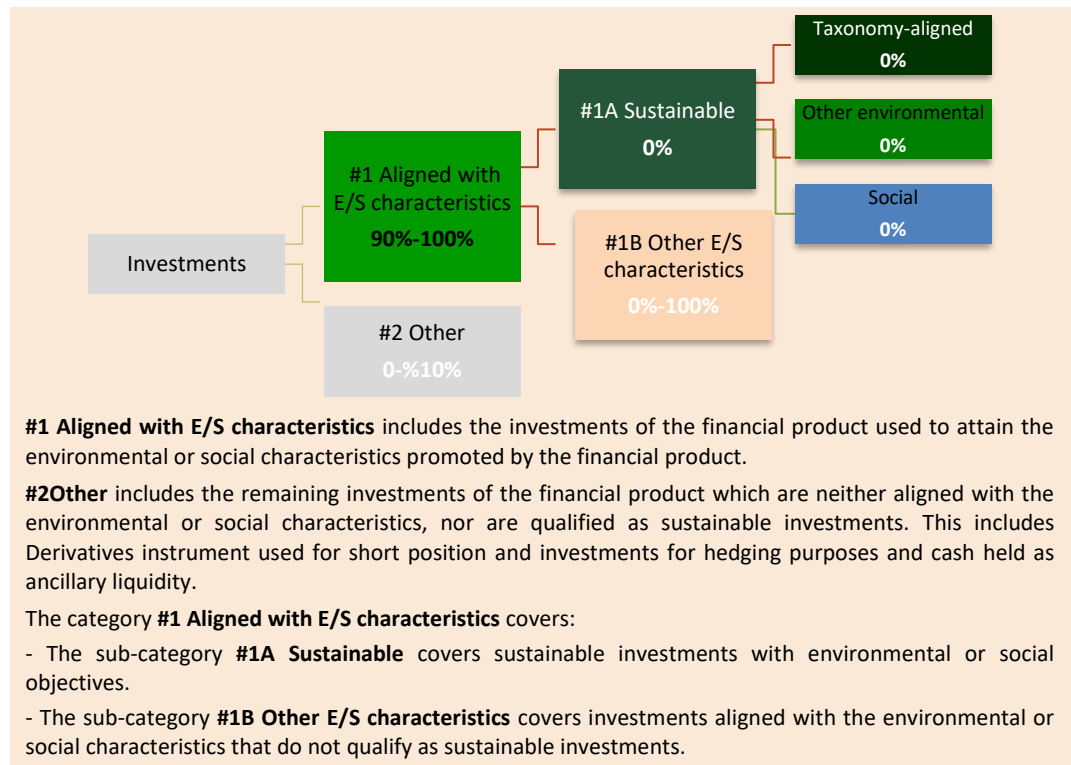 Taxonomy-aligned
0%
#1A Sustainable
0%
Other environmental
0%
#1 Aligned with
E/S characteristics
90%-100%
Social
0%
#1B Other E/S
characteristics
0%-100%
Investments
#2 Other
0-%10%
#1 Aligned with E/S characteristics includes the investments of the financial product used to attain the
environmental or social characteristics promoted by the financial product.
#2Other includes the remaining investments of the financial product which are neither aligned with the
environmental or social characteristics, nor are qualified as sustainable investments. This includes
Derivatives instrument used for short position and investments for hedging purposes and cash held as
ancillary liquidity.
The category #1 Aligned with E/S characteristics covers:
- The sub-category #1A Sustainable covers sustainable investments with environmental or social
objectives.
- The sub-category #1B Other E/S characteristics covers investments aligned with the environmental or
social characteristics that do not qualify as sustainable investments.